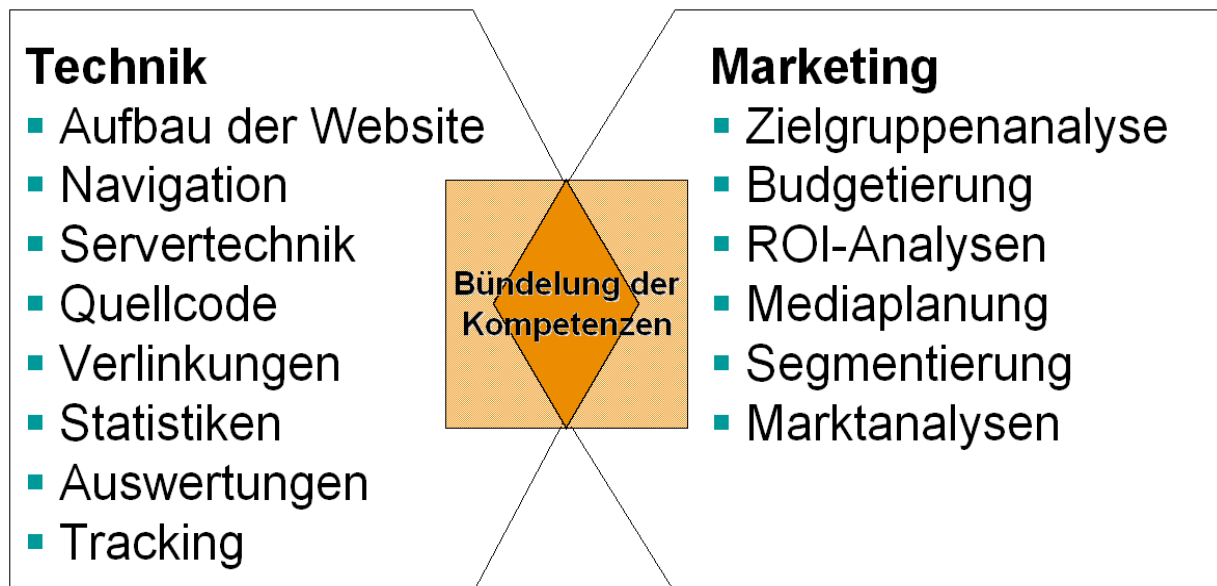 Technik
Aufbau der Website
Navigation
Servertechnik
Quellcode
Verlinkungen
Statistiken
Auswertungen
Tracking
Bündelung der
Kompetenzen
Marketing
Zielgruppenanalyse
Budgetierung
ROI-Analysen
Mediaplanung
Segmentierung
Marktanalysen